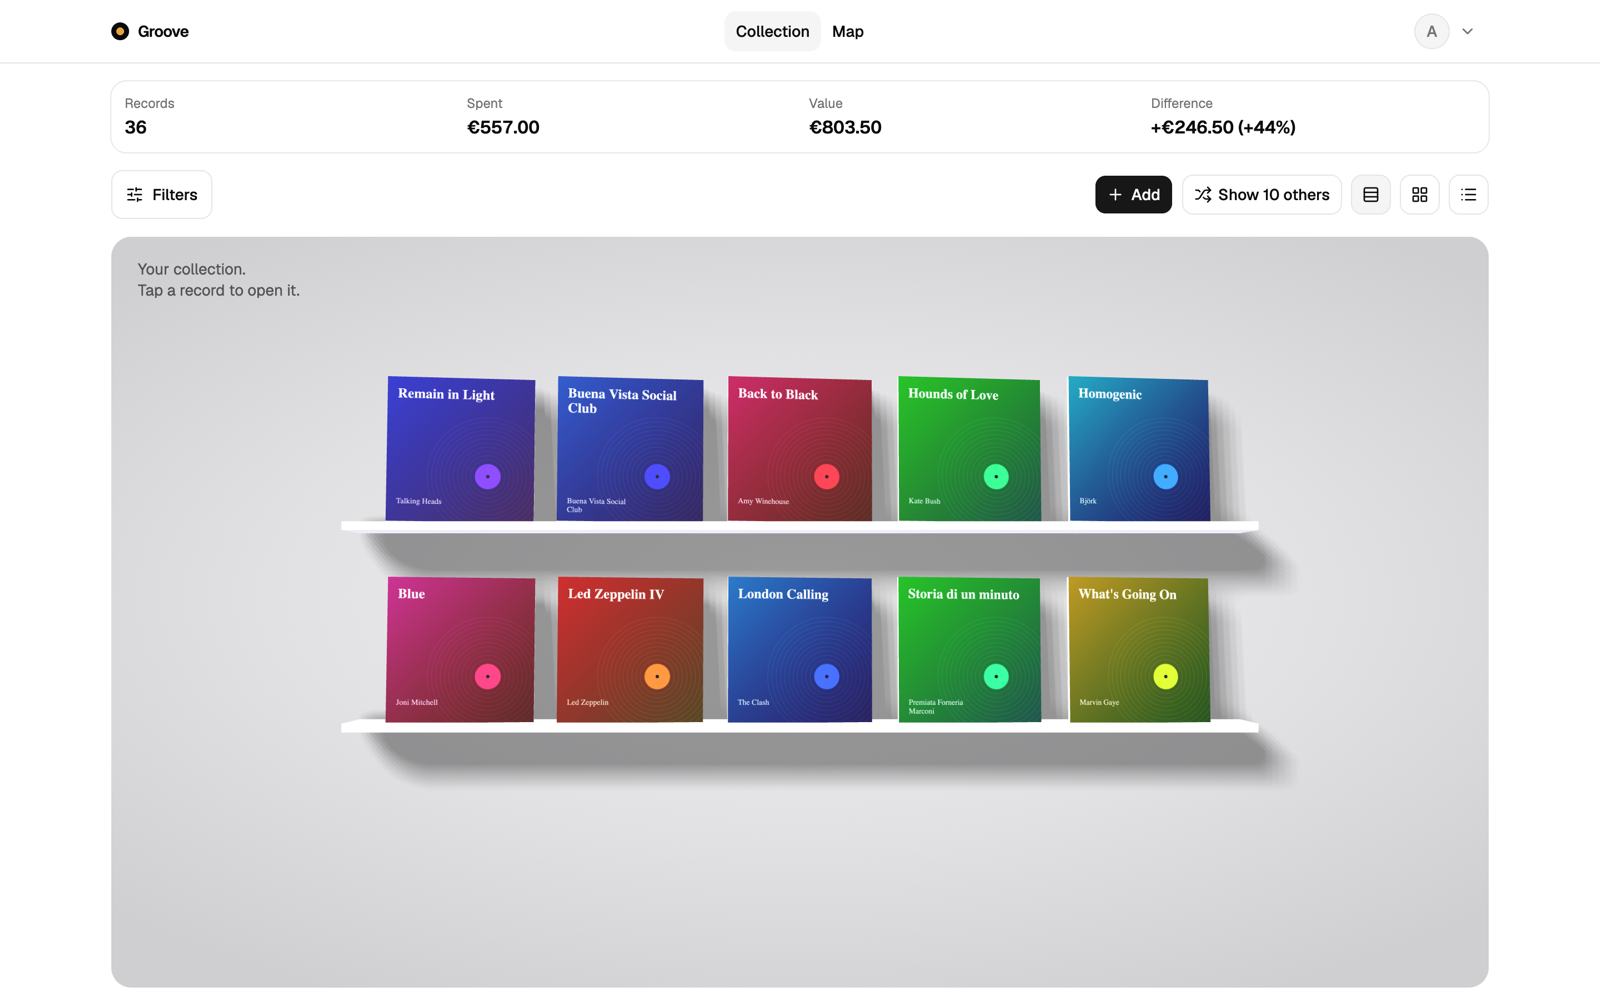 Groove
Collection
Map
A
Records
36
Spent
€557.00
Value
€803.50
Difference
+€246.50 (+44%)
Filters
Add
Show 10 others
Your collection.
Tap a record to open it.
Remain in Light
Talking Heads
Buena Vista Social
Club
Buena Vista Social
Club
Back to Black
Amy Winehouse
Hounds of Love
Kate Bush
Homogenic
Björk
Blue
Joni Mitchell
Led Zeppelin IV
Led Zeppelin
London Calling
The Clash
Storia di un minuto
Premiata Forneria
Marconi
What's Going On
Marvin Gaye